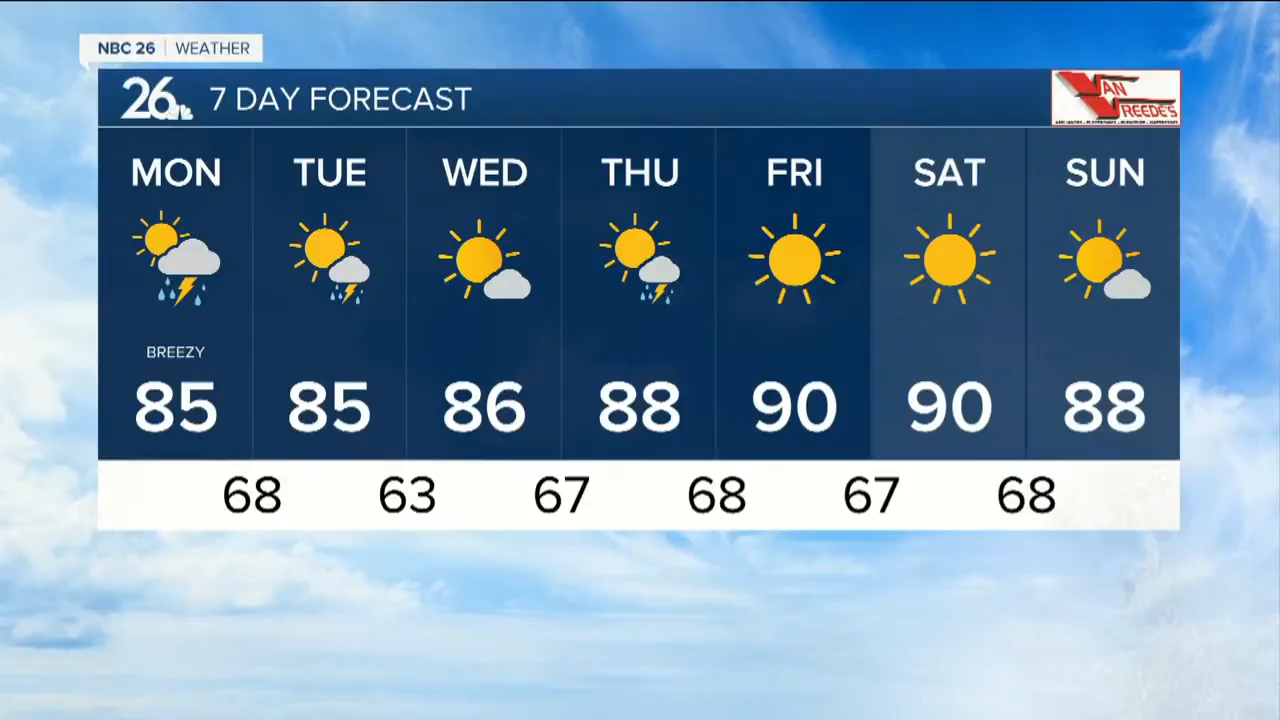 NBC 26 | WEATHER
26 7 DAY FORECAST
VAN
VREEDE'S
MON TUE WED THU FRI SAT SUN
BREEZY
85 85 86 88 90 90 88
68 63 67 68 67 68